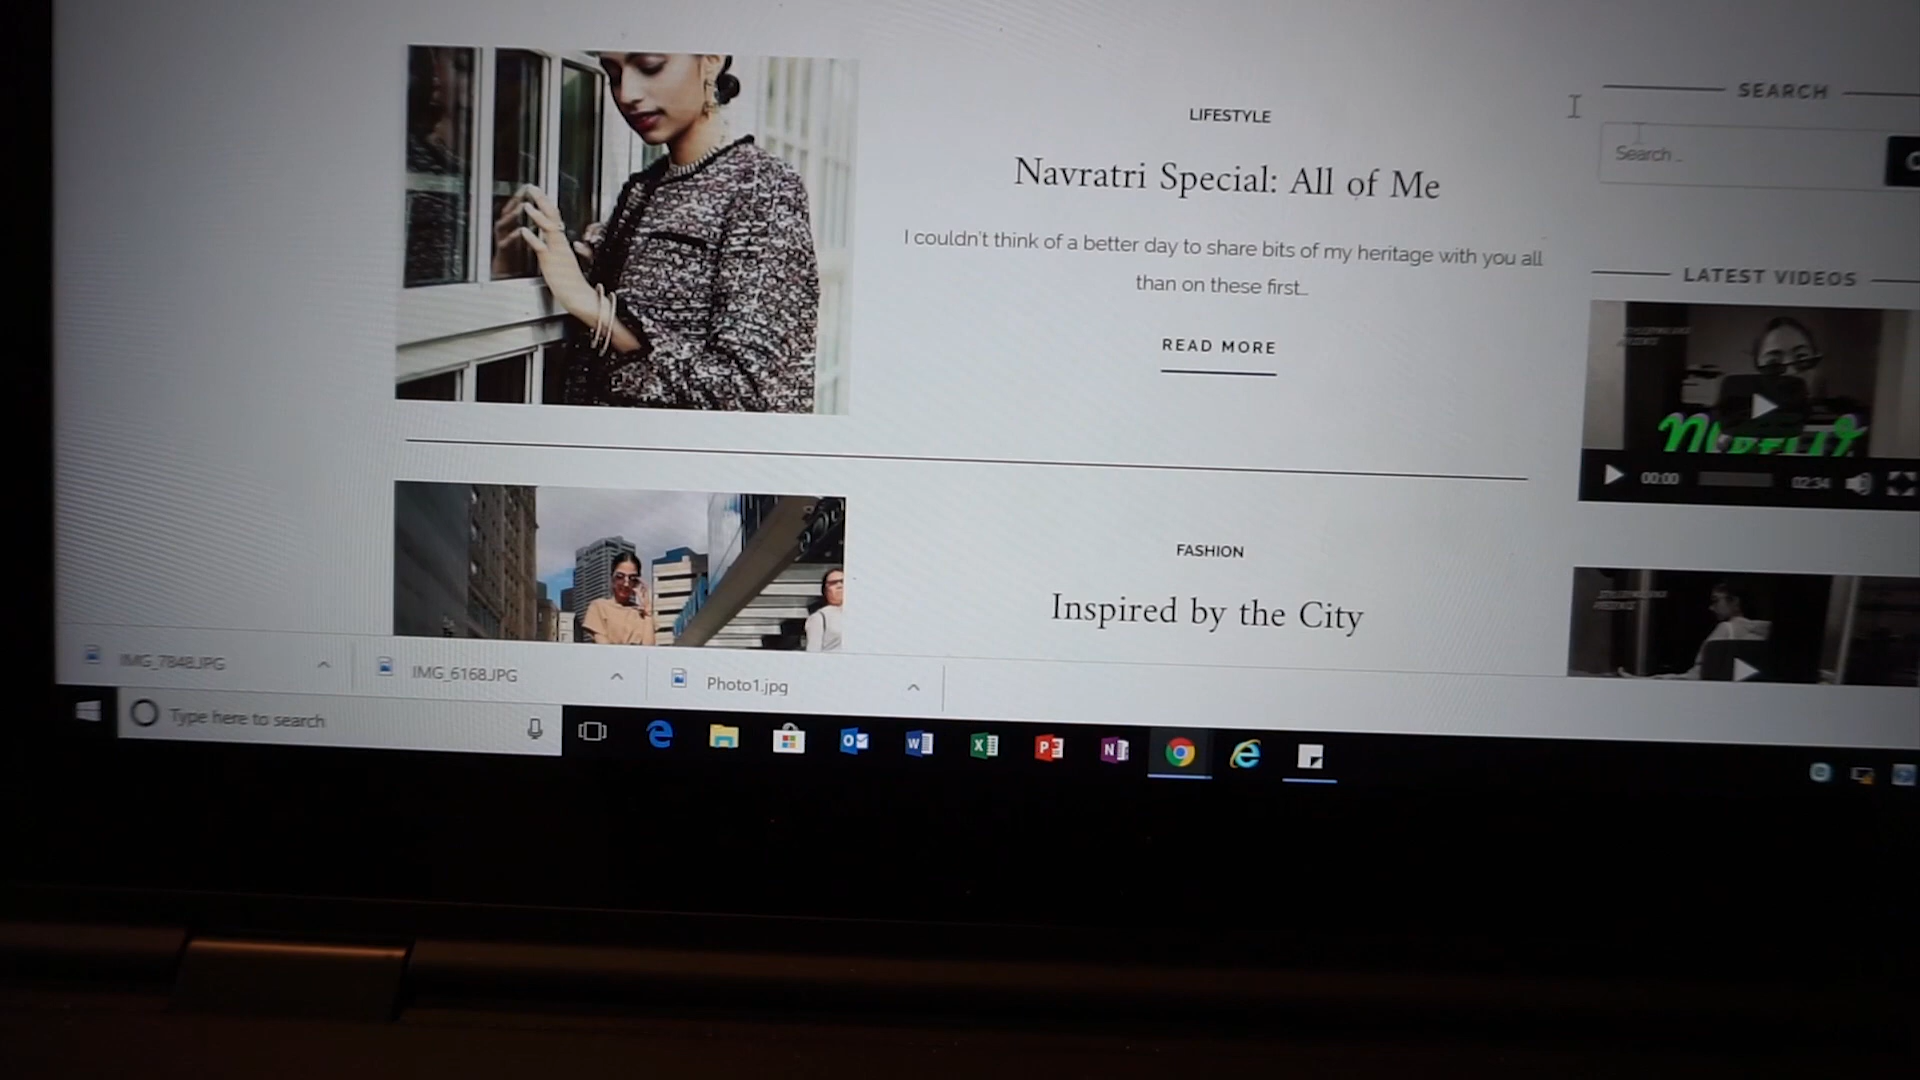 LIFESTYLE
Navratri Special: All of Me
I couldn't think of a better day to share bits of my heritage with you all
than on these first...
READ MORE
FASHION
Inspired by the City
SEARCH
Search ...
LATEST VIDEOS
00:00
02:34
IMG_7848.JPG
IMG_6168.JPG
Photo1.jpg
Type here to search